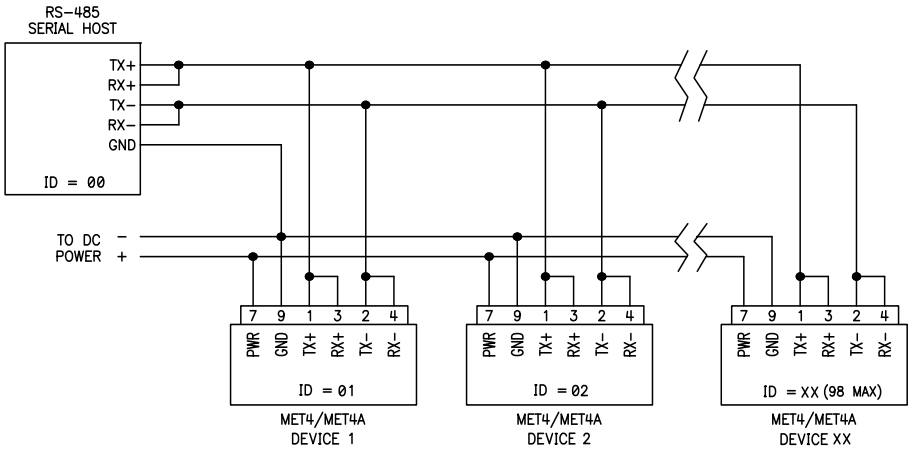 RS-485
SERIAL HOST
TX+
RX+
TX-
RX-
GND
ID = 00
TO DC -
POWER +
7 9 1 3 2 4
PWR GND TX+ RX+ TX- RX-
ID = 01
MET4/MET4A
DEVICE 1
7 9 1 3 2 4
PWR GND TX+ RX+ TX- RX-
ID = 02
MET4/MET4A
DEVICE 2
7 9 1 3 2 4
PWR GND TX+ RX+ TX- RX-
ID = XX (98 MAX)
MET4/MET4A
DEVICE XX